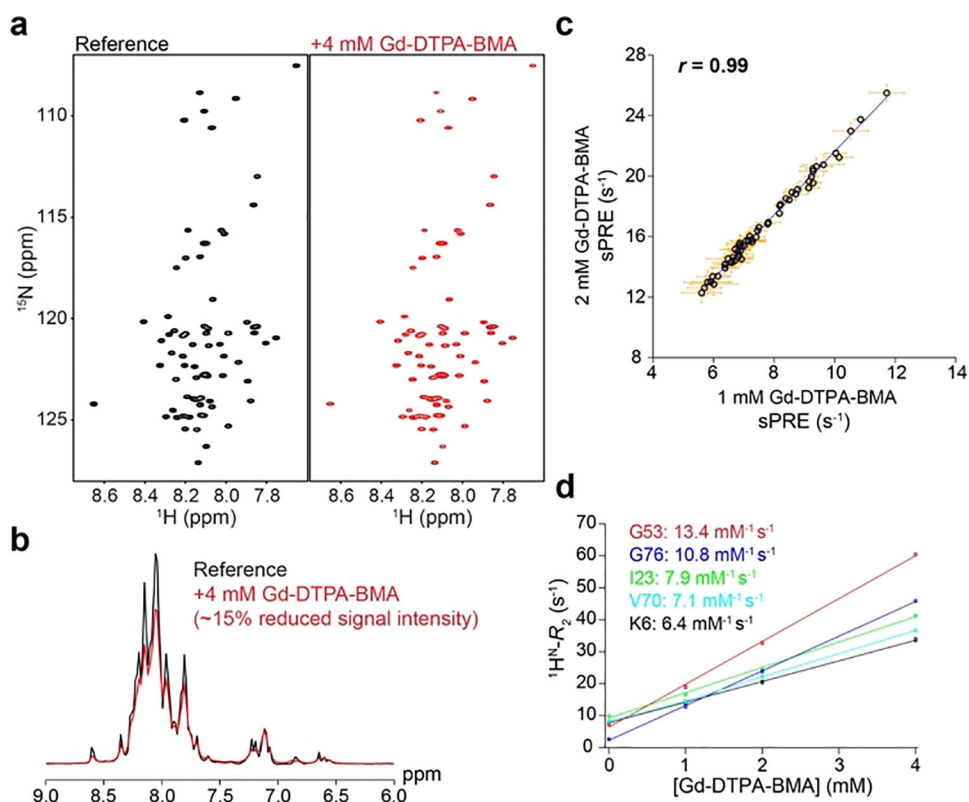 a
Reference
+4 mM Gd-DTPA-BMA
110
115
120
125
15N (ppm)
8.6 8.4 8.2 8.0 7.8
8.6 8.4 8.2 8.0 7.8
1H (ppm)
1H (ppm)
b
Reference
+4 mM Gd-DTPA-BMA
(~15% reduced signal intensity)
9.0 8.5 8.0 7.5 7.0 6.5 6.0
ppm
c
r = 0.99
28
24
20
16
12
8
2 mM Gd-DTPA-BMA
sPRE (s-1)
4 6 8 10 12 14
1 mM Gd-DTPA-BMA
sPRE (s-1)
d
G53: 13.4 mM-1 s-1
G76: 10.8 mM-1 s-1
I23: 7.9 mM-1 s-1
V70: 7.1 mM-1 s-1
K6: 6.4 mM-1 s-1
70
60
50
40
30
20
10
0
1HN-R2 (s-1)
0 1 2 3 4
[Gd-DTPA-BMA] (mM)